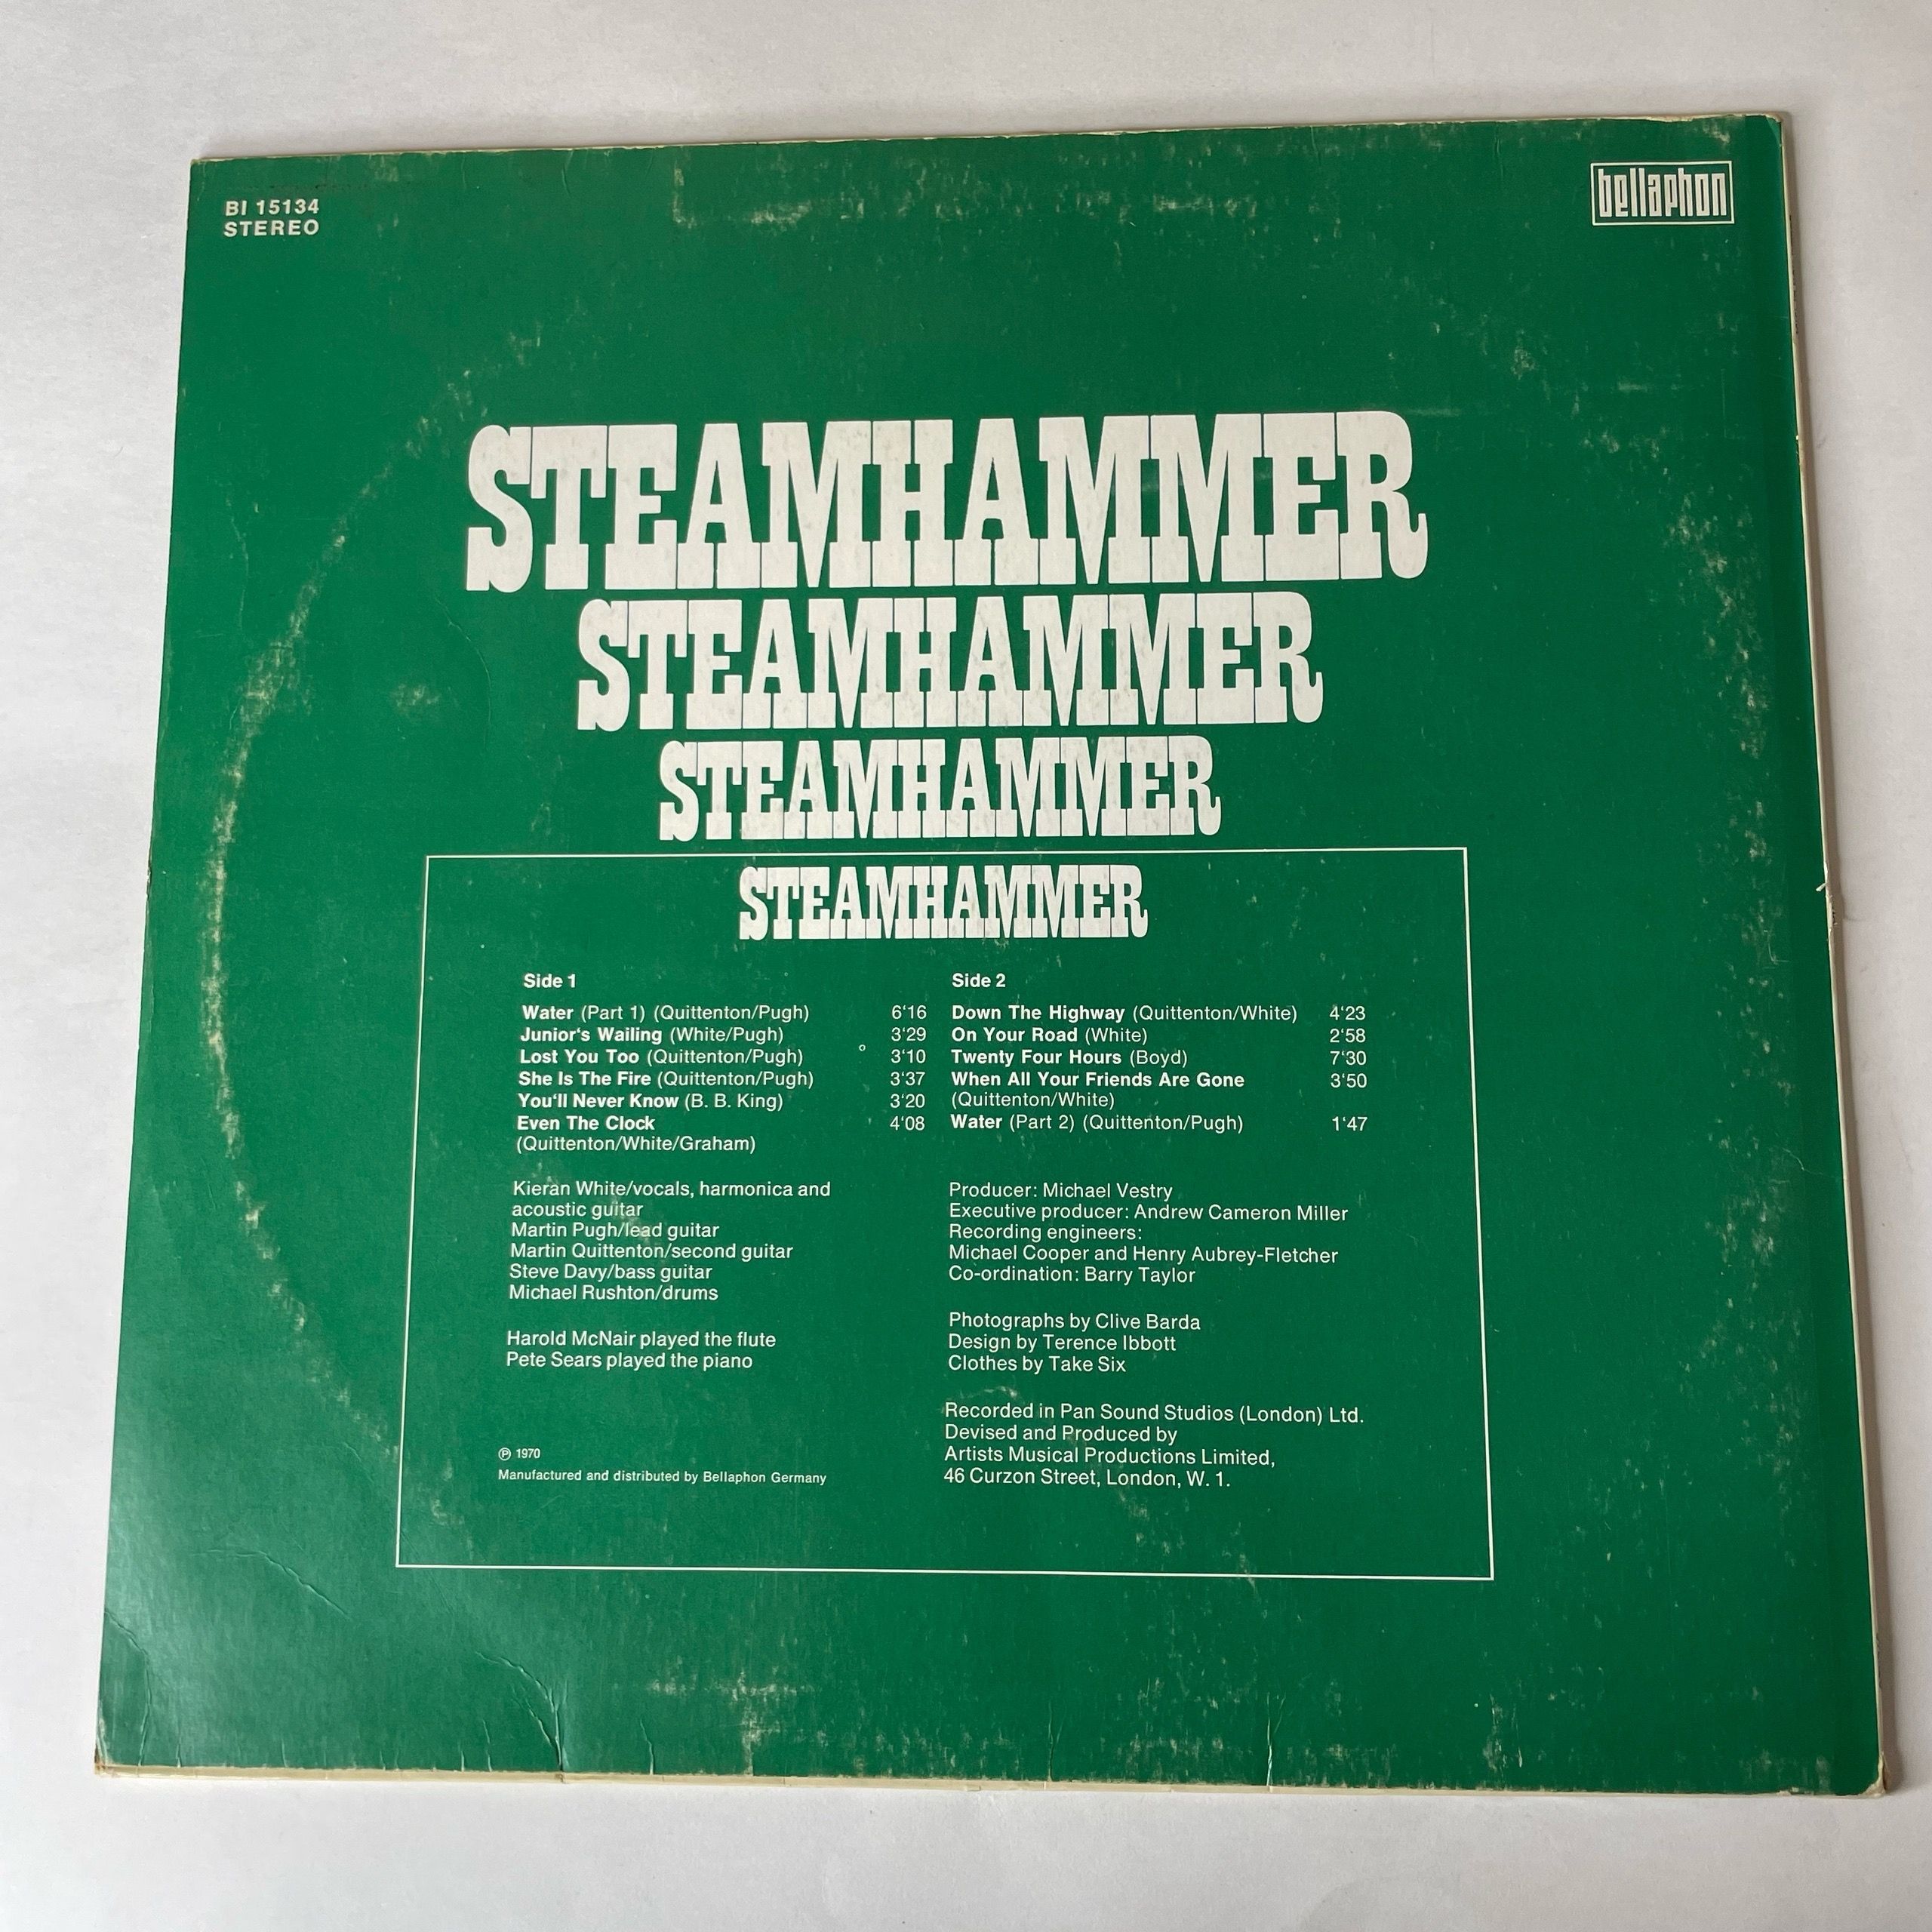 BI 15134
STEREO
bellaphon
STEAMHAMMER
STEAMHAMMER
STEAMHAMMER
STEAMHAMMER
Side 1
Water (Part 1) (Quittenton/Pugh) 6‘16
Junior‘s Wailing (White/Pugh) 3‘29
Lost You Too (Quittenton/Pugh) 3‘10
She Is The Fire (Quittenton/Pugh) 3‘37
You‘ll Never Know (B. B. King) 3‘20
Even The Clock 4‘08
(Quittenton/White/Graham)
Side 2
Down The Highway (Quittenton/White) 4‘23
On Your Road (White) 2‘58
Twenty Four Hours (Boyd) 7‘30
When All Your Friends Are Gone 3‘50
(Quittenton/White)
Water (Part 2) (Quittenton/Pugh) 1‘47
Kieran White/vocals, harmonica and
acoustic guitar
Martin Pugh/lead guitar
Martin Quittenton/second guitar
Steve Davy/bass guitar
Michael Rushton/drums
Harold McNair played the flute
Pete Sears played the piano
℗ 1970
Manufactured and distributed by Bellaphon Germany
Producer: Michael Vestry
Executive producer: Andrew Cameron Miller
Recording engineers:
Michael Cooper and Henry Aubrey-Fletcher
Co-ordination: Barry Taylor
Photographs by Clive Barda
Design by Terence Ibbott
Clothes by Take Six
Recorded in Pan Sound Studios (London) Ltd.
Devised and Produced by
Artists Musical Productions Limited,
46 Curzon Street, London, W. 1.